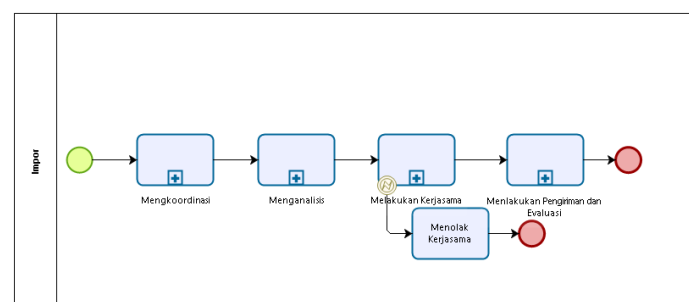 Impor
Mengkoordinasi
Menganalisis
Melakukan Kerjasama
Menlakukan Pengiriman dan
Evaluasi
Menolak
Kerjasama